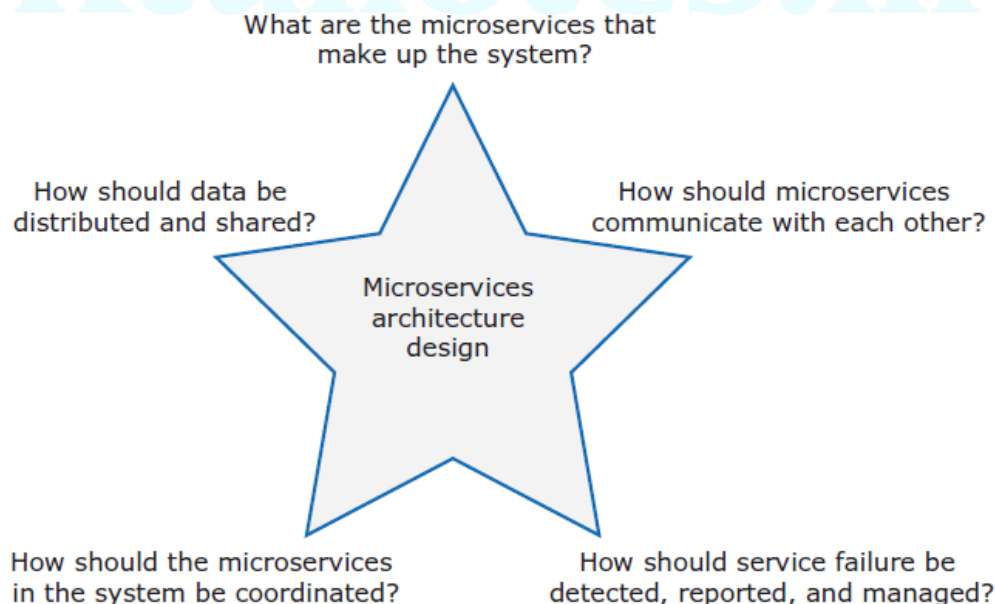 What are the microservices that
make up the system?
How should data be
distributed and shared?
How should microservices
communicate with each other?
Microservices
architecture
design
How should the microservices
in the system be coordinated?
How should service failure be
detected, reported, and managed?